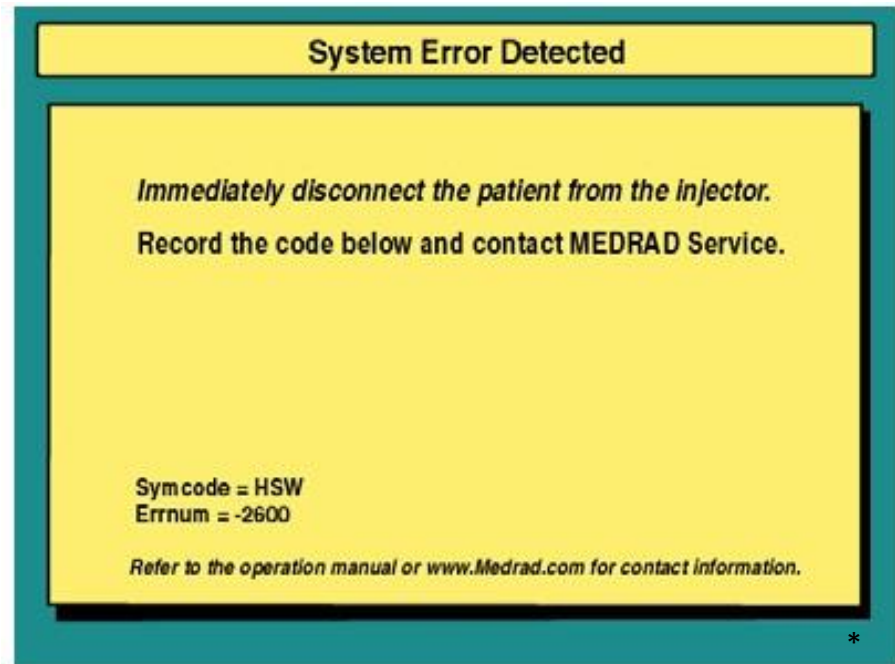 System Error Detected
Immediately disconnect the patient from the injector.
Record the code below and contact MEDRAD Service.
Symcode = HSW
Errnum = -2600
Refer to the operation manual or www.Medrad.com for contact information.
*